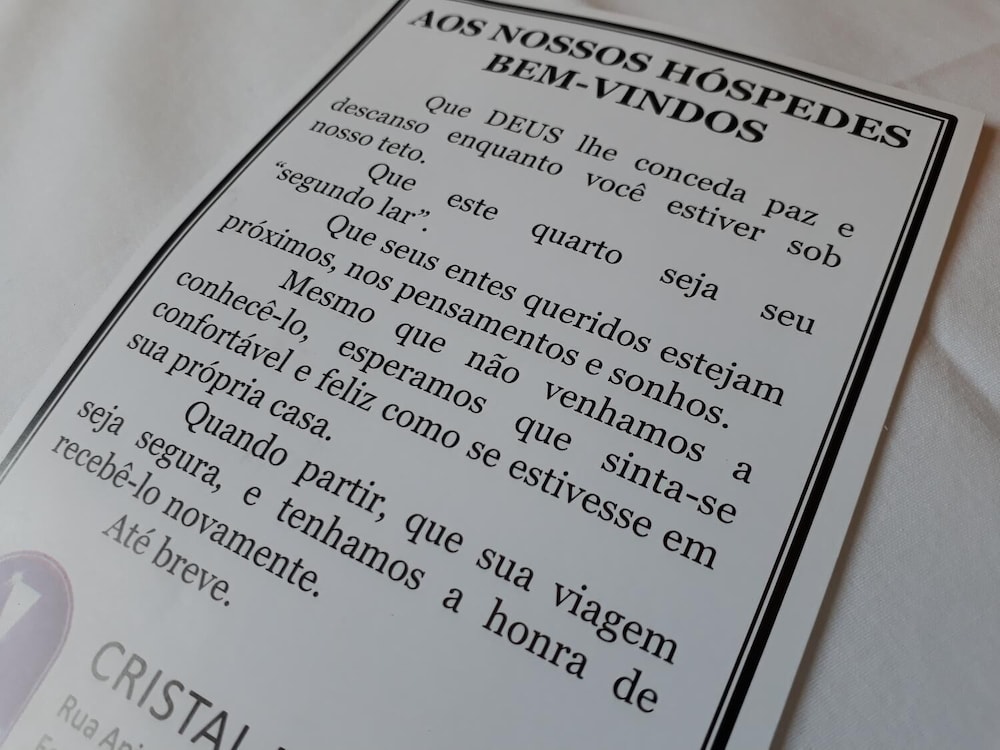 AOS NOSSOS HÓSPEDES
BEM-VINDOS
Que DEUS lhe conceda paz e
descanso enquanto você estiver sob
nosso teto.
Que este quarto seja seu
“segundo lar”.
Que seus entes queridos estejam
próximos, nos pensamentos e sonhos.
Mesmo que não venhamos a
conhecê-lo, esperamos que sinta-se
confortável e feliz como se estivesse em
sua própria casa.
Quando partir, que sua viagem
seja segura, e tenhamos a honra de
recebê-lo novamente.
Até breve.
CRISTAL
Rua